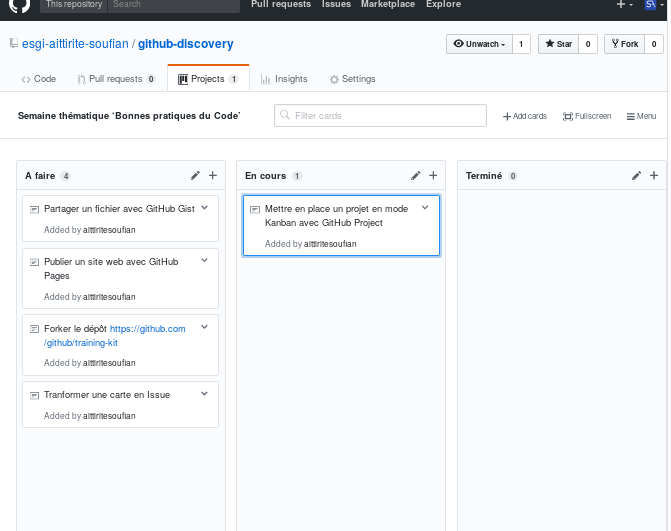 This repository Search Pull requests Issues Marketplace Explore
esgi-aittirite-soufian / github-discovery Unwatch 1 Star 0 Fork 0
Code Pull requests 0 Projects 1 Insights Settings
Semaine thématique 'Bonnes pratiques du Code' Filter cards Add cards Fullscreen Menu
A faire 4
Partager un fichier avec GitHub Gist
Added by aittiritesoufian
Publier un site web avec GitHub
Pages
Added by aittiritesoufian
Forker le dépôt https://github.com
/github/training-kit
Added by aittiritesoufian
Tranformer une carte en Issue
Added by aittiritesoufian
En cours 1
Mettre en place un projet en mode
Kanban avec GitHub Project
Added by aittiritesoufian
Terminé 0